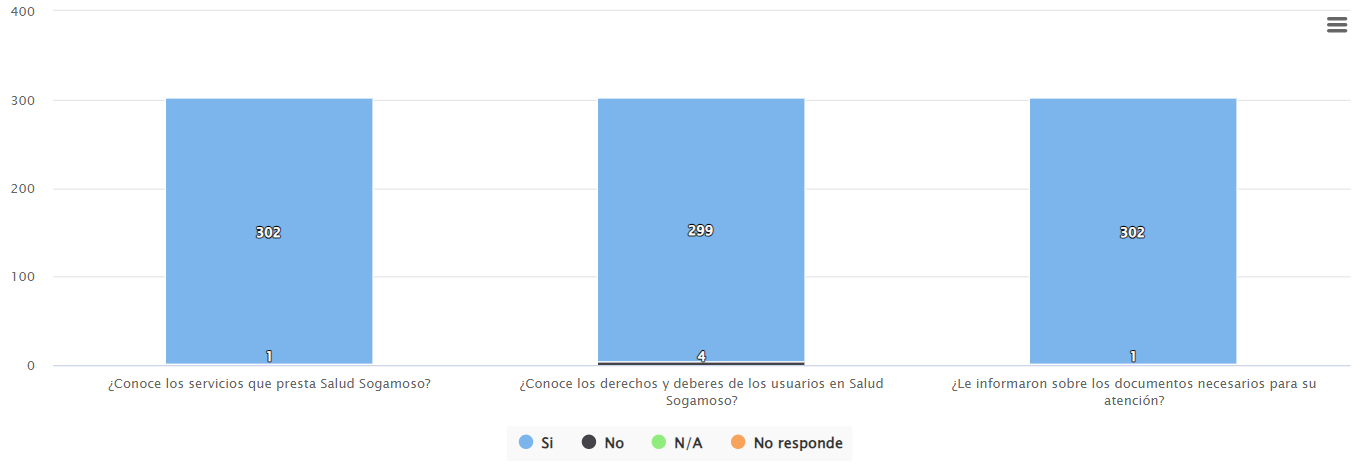 400
300
200
100
0
302
299
302
1
4
1
¿Conoce los servicios que presta Salud Sogamoso?
¿Conoce los derechos y deberes de los usuarios en Salud
Sogamoso?
¿Le informaron sobre los documentos necesarios para su
atención?
Si No N/A No responde